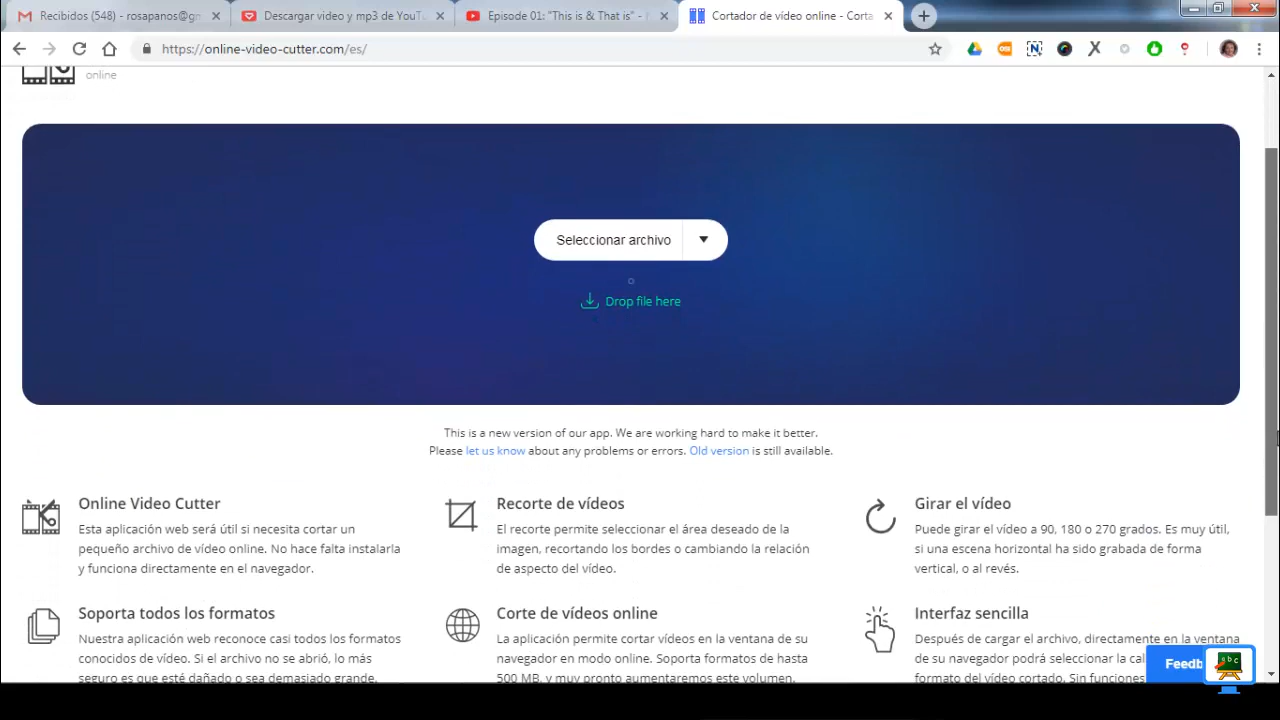 Recibidos (548) - rosapanos@gm
Descargar video y mp3 de YouTu
Episode 01: "This is & That is" -
Cortador de vídeo online - Corta
https://online-video-cutter.com/es/
online
Seleccionar archivo
Drop file here
This is a new version of our app. We are working hard to make it better.
Please let us know about any problems or errors. Old version is still available.
Online Video Cutter
Esta aplicación web será útil si necesita cortar un
pequeño archivo de vídeo online. No hace falta instalarla
y funciona directamente en el navegador.
Recorte de vídeos
El recorte permite seleccionar el área deseado de la
imagen, recortando los bordes o cambiando la relación
de aspecto del vídeo.
Girar el vídeo
Puede girar el vídeo a 90, 180 o 270 grados. Es muy útil,
si una escena horizontal ha sido grabada de forma
vertical, o al revés.
Soporta todos los formatos
Nuestra aplicación web reconoce casi todos los formatos
conocidos de vídeo. Si el archivo no se abrió, lo más
seguro es que esté dañado o sea demasiado grande.
Corte de vídeos online
La aplicación permite cortar vídeos en la ventana de su
navegador en modo online. Soporta formatos de hasta
500 MB, y muy pronto aumentaremos este volumen.
Interfaz sencilla
Después de cargar el archivo, directamente en la ventana
de su navegador podrá seleccionar la cal
formato del vídeo cortado. Sin funciones
Feedb
abc